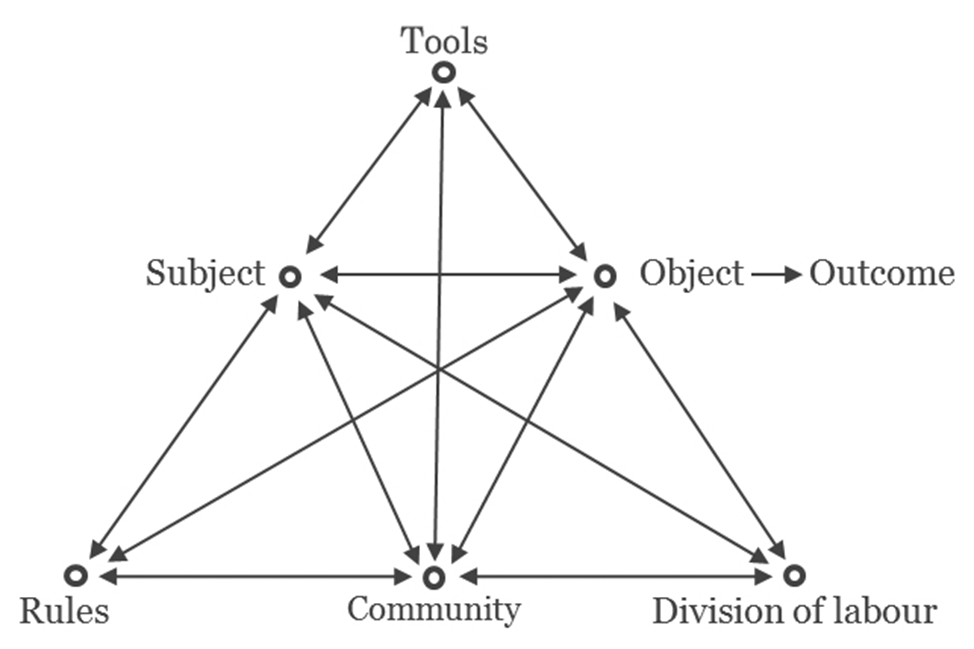 Tools
Subject
Object
Outcome
Rules
Community
Division of labour